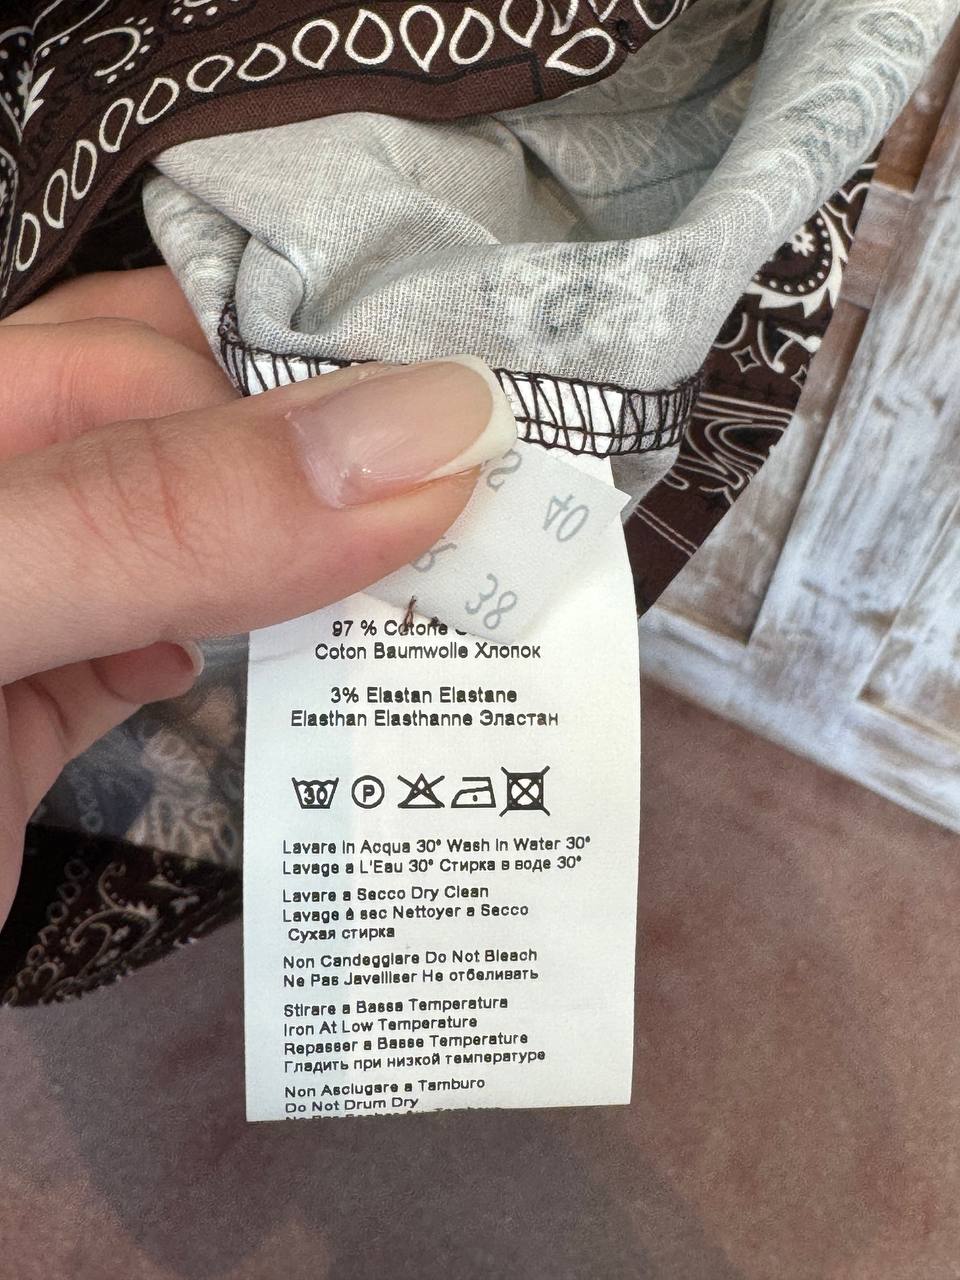 40
38
97 % Cotone
Coton Baumwolle Хлопок
3% Elastan Elastane
Elasthan Elasthanne Эластан
30 P
Lavare in Acqua 30° Wash in Water 30°
Lavage a L'Eau 30° Стирка в воде 30°
Lavare a Secco Dry Clean
Lavage è sec Nettoyer a Secco
Сухая стирка
Non Candeggiare Do Not Bleach
Ne Pas Javelliser Не отбеливать
Stirare a Bassa Temperatura
Iron At Low Temperature
Repasser a Basse Temperature
Гладить при низкой температуре
Non Asciugare a Tamburo
Do Not Drum Dry